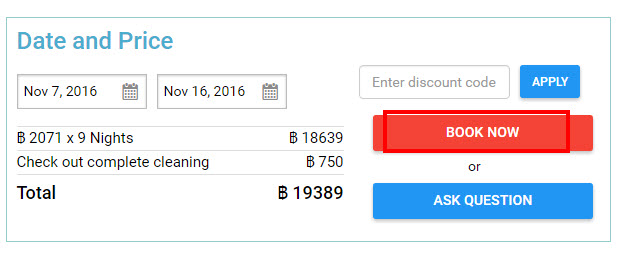 Date and Price
Nov 7, 2016 Nov 16, 2016 Enter discount code APPLY
฿ 2071 x 9 Nights ฿ 18639
Check out complete cleaning ฿ 750
Total ฿ 19389
BOOK NOW
or
ASK QUESTION